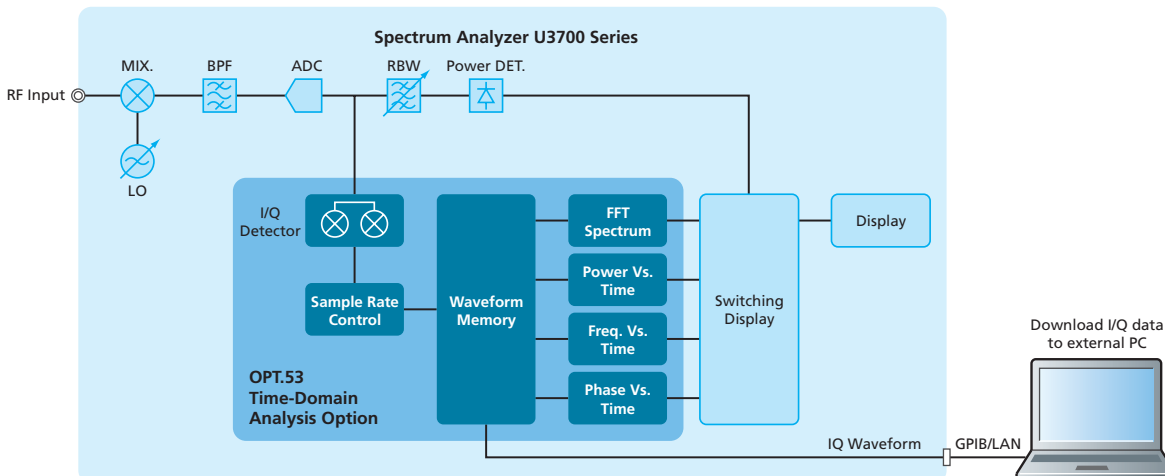 Spectrum Analyzer U3700 Series
MIX.
BPF
ADC
RBW
Power DET.
RF Input
LO
I/Q
Detector
FFT
Spectrum
Display
Power Vs.
Time
Sample Rate
Control
Waveform
Memory
Switching
Display
Freq. Vs.
Time
Phase Vs.
Time
OPT.53
Time-Domain
Analysis Option
Download I/Q data
to external PC
IQ Waveform
GPIB/LAN